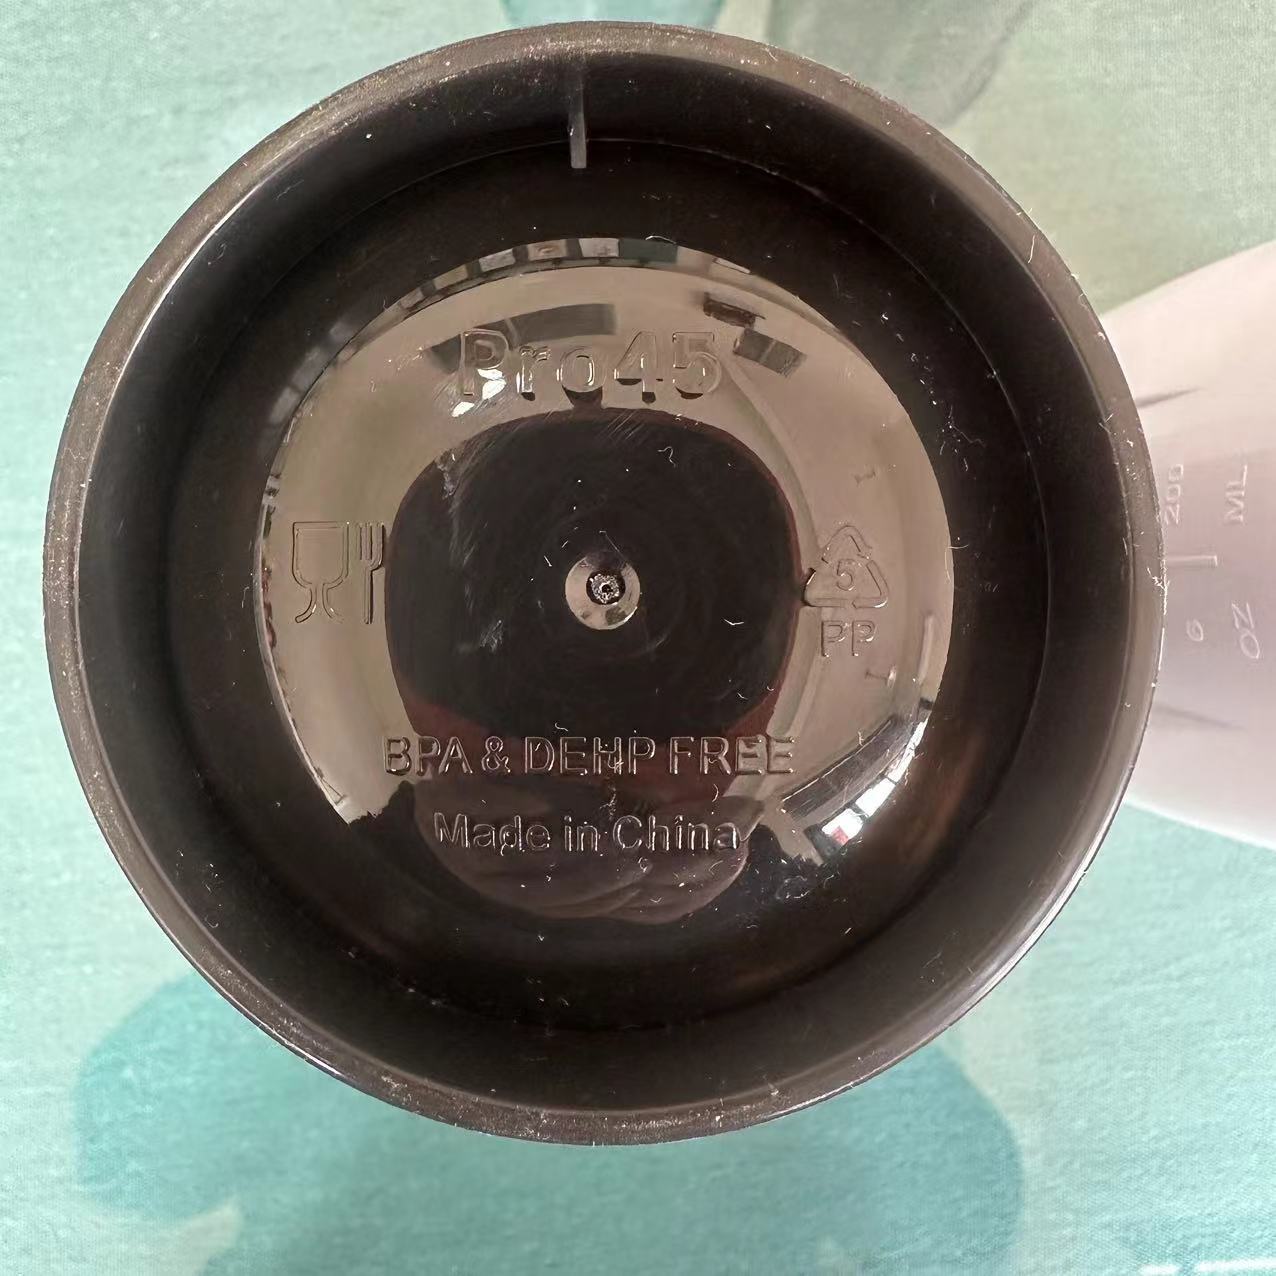 Pro45
5
PP
BPA & DEHP FREE
Made in China
200
ML
6
OZ